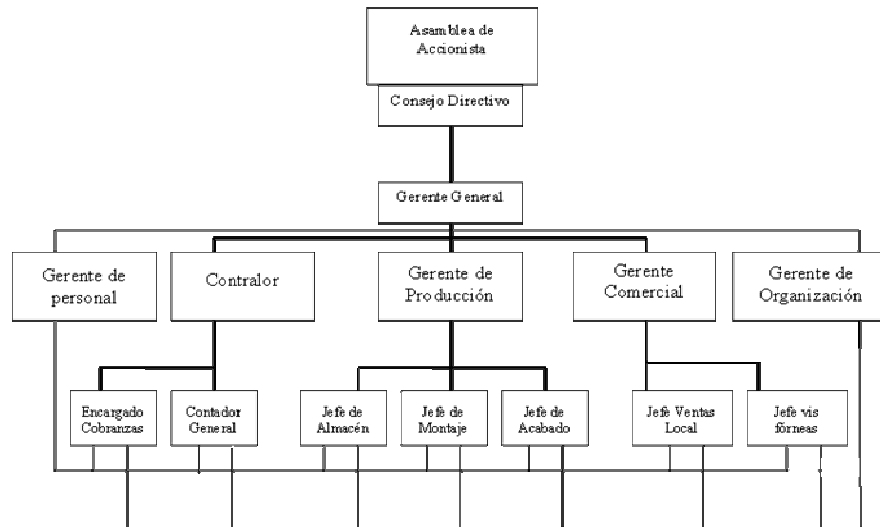 Asamblea de
Accionista
Consejo Directivo
Gerente General
Gerente de
personal
Contralor
Gerente de
Producción
Gerente
Comercial
Gerente de
Organización
Encargado
Cobranzas
Contador
General
Jefe de
Almacén
Jefe de
Montaje
Jefe de
Acabado
Jefe Ventas
Local
Jefe vis
fórneas